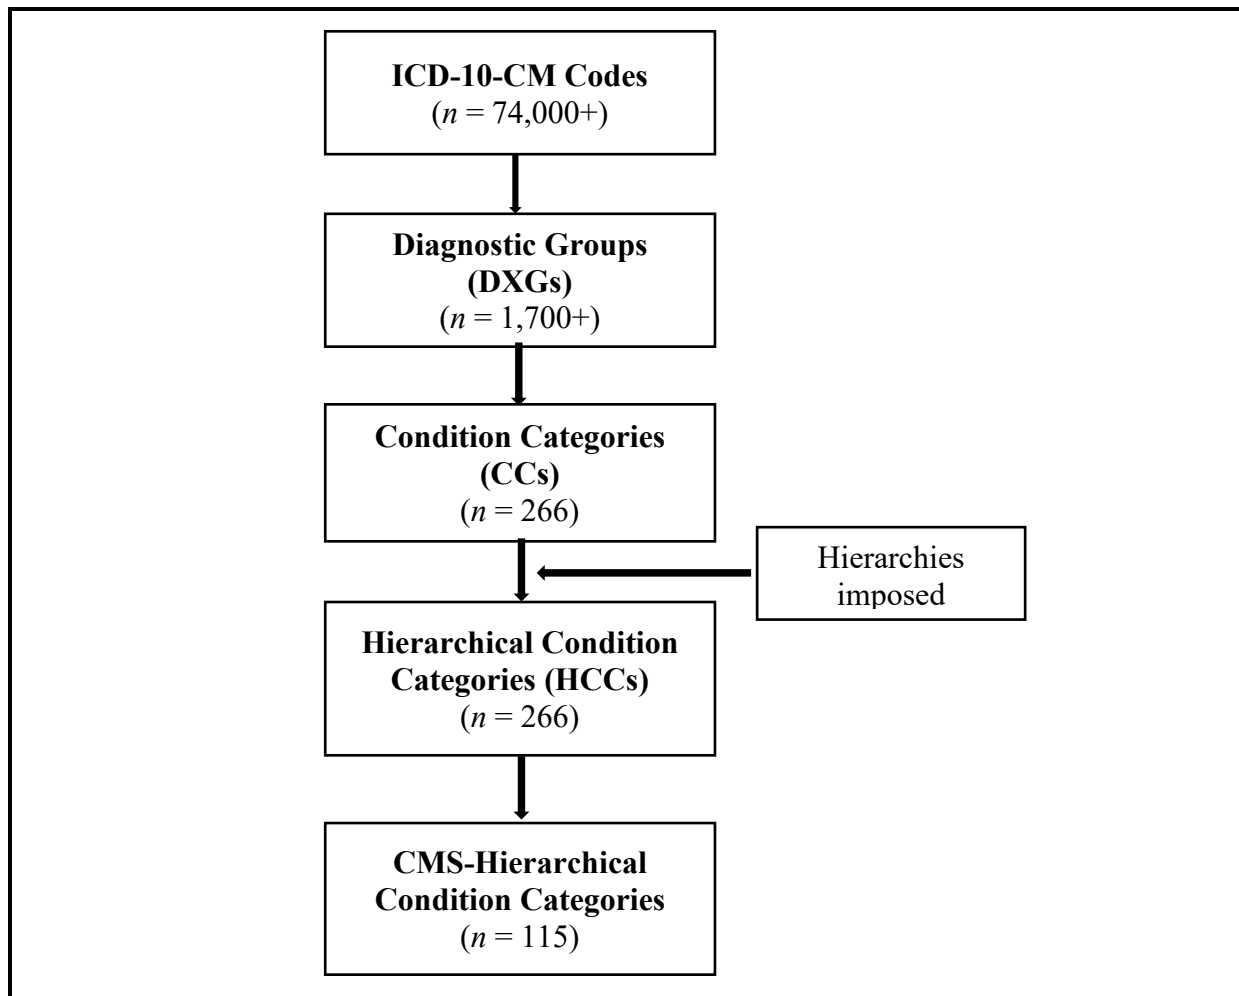 ICD-10-CM Codes
(n = 74,000+)
Diagnostic Groups
(DXGs)
(n = 1,700+)
Condition Categories
(CCs)
(n = 266)
Hierarchies
imposed
Hierarchical Condition
Categories (HCCs)
(n = 266)
CMS-Hierarchical
Condition Categories
(n = 115)